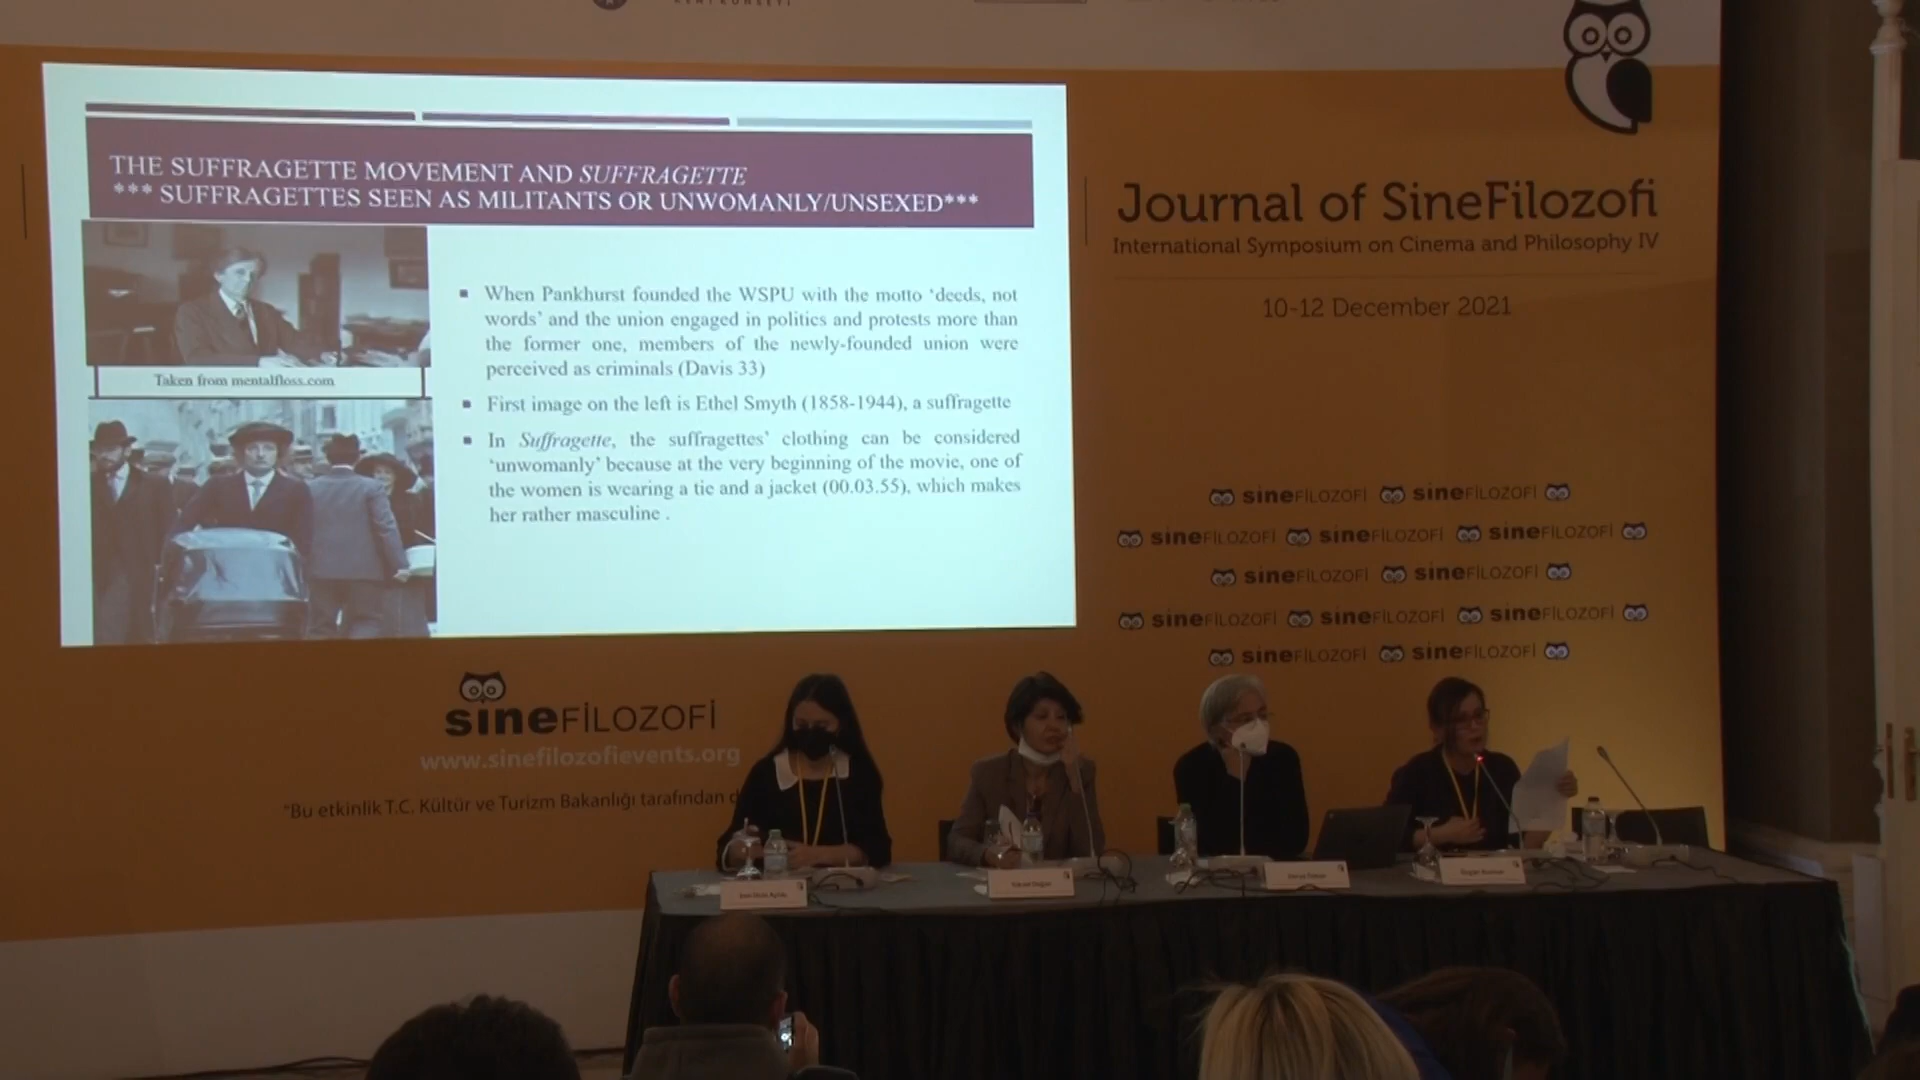 THE SUFFRAGETTE MOVEMENT AND SUFFRAGETTE
*** SUFFRAGETTES SEEN AS MILITANTS OR UNWOMANLY/UNSEXED***
Taken from mentalfloss.com
▪ When Pankhurst founded the WSPU with the motto ‘deeds, not
words’ and the union engaged in politics and protests more than
the former one, members of the newly-founded union were
perceived as criminals (Davis 33)
▪ First image on the left is Ethel Smyth (1858-1944), a suffragette
▪ In Suffragette, the suffragettes’ clothing can be considered
‘unwomanly’ because at the very beginning of the movie, one of
the women is wearing a tie and a jacket (00.03.55), which makes
her rather masculine .
Journal of SineFilozofi
International Symposium on Cinema and Philosophy IV
10-12 December 2021
sineFİLOZOFİ sineFİLOZOFİ
sineFİLOZOFİ sineFİLOZOFİ sineFİLOZOFİ
sineFİLOZOFİ sineFİLOZOFİ
sineFİLOZOFİ sineFİLOZOFİ sineFİLOZOFİ
sineFİLOZOFİ sineFİLOZOFİ
sineFİLOZOFİ
www.sinefilozofievents.org
"Bu etkinlik T.C. Kültür ve Turizm Bakanlığı tarafından